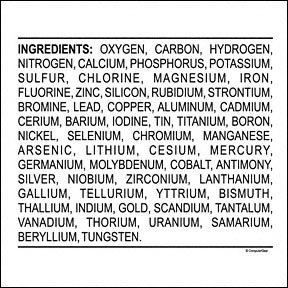 INGREDIENTS: OXYGEN, CARBON, HYDROGEN,
NITROGEN, CALCIUM, PHOSPHORUS, POTASSIUM,
SULFUR, CHLORINE, MAGNESIUM, IRON,
FLUORINE, ZINC, SILICON, RUBIDIUM, STRONTIUM,
BROMINE, LEAD, COPPER, ALUMINUM, CADMIUM,
CERIUM, BARIUM, IODINE, TIN, TITANIUM, BORON,
NICKEL, SELENIUM, CHROMIUM, MANGANESE,
ARSENIC, LITHIUM, CESIUM, MERCURY,
GERMANIUM, MOLYBDENUM, COBALT, ANTIMONY,
SILVER, NIOBIUM, ZIRCONIUM, LANTHANIUM,
GALLIUM, TELLURIUM, YTTRIUM, BISMUTH,
THALLIUM, INDIUM, GOLD, SCANDIUM, TANTALUM,
VANADIUM, THORIUM, URANIUM, SAMARIUM,
BERYLLIUM, TUNGSTEN.
© ComputerGear